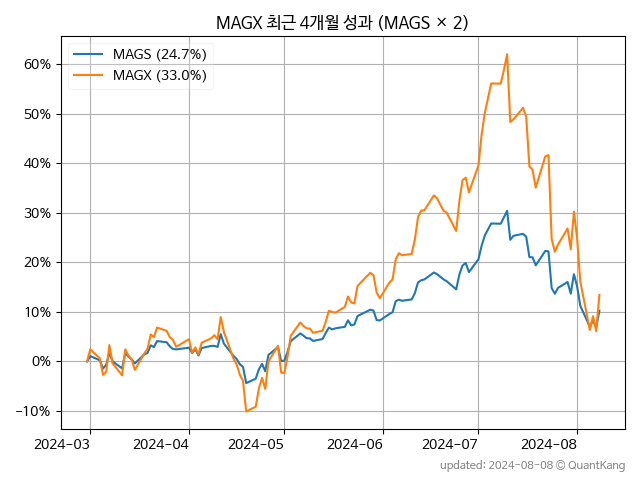 MAGX 최근 4개월 성과 (MAGS × 2)
MAGS (24.7%)
MAGX (33.0%)
60%
50%
40%
30%
20%
10%
0%
−10%
2024-03 2024-04 2024-05 2024-06 2024-07 2024-08
updated: 2024-08-08 © QuantKang